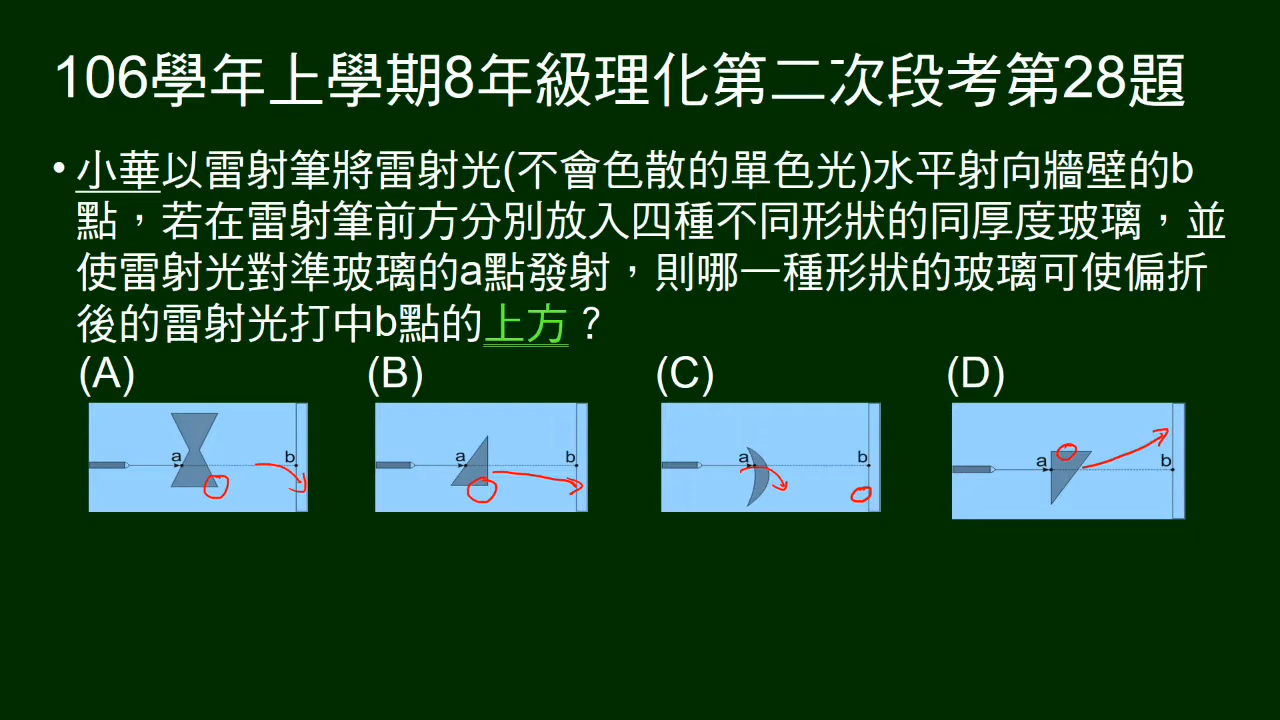 106學年上學期8年級理化第二次段考第28題
• 小華以雷射筆將雷射光(不會色散的單色光)水平射向牆壁的b
點，若在雷射筆前方分別放入四種不同形狀的同厚度玻璃，並
使雷射光對準玻璃的a點發射，則哪一種形狀的玻璃可使偏折
後的雷射光打中b點的上方？
(A) (B) (C) (D)
a b a b a b a b